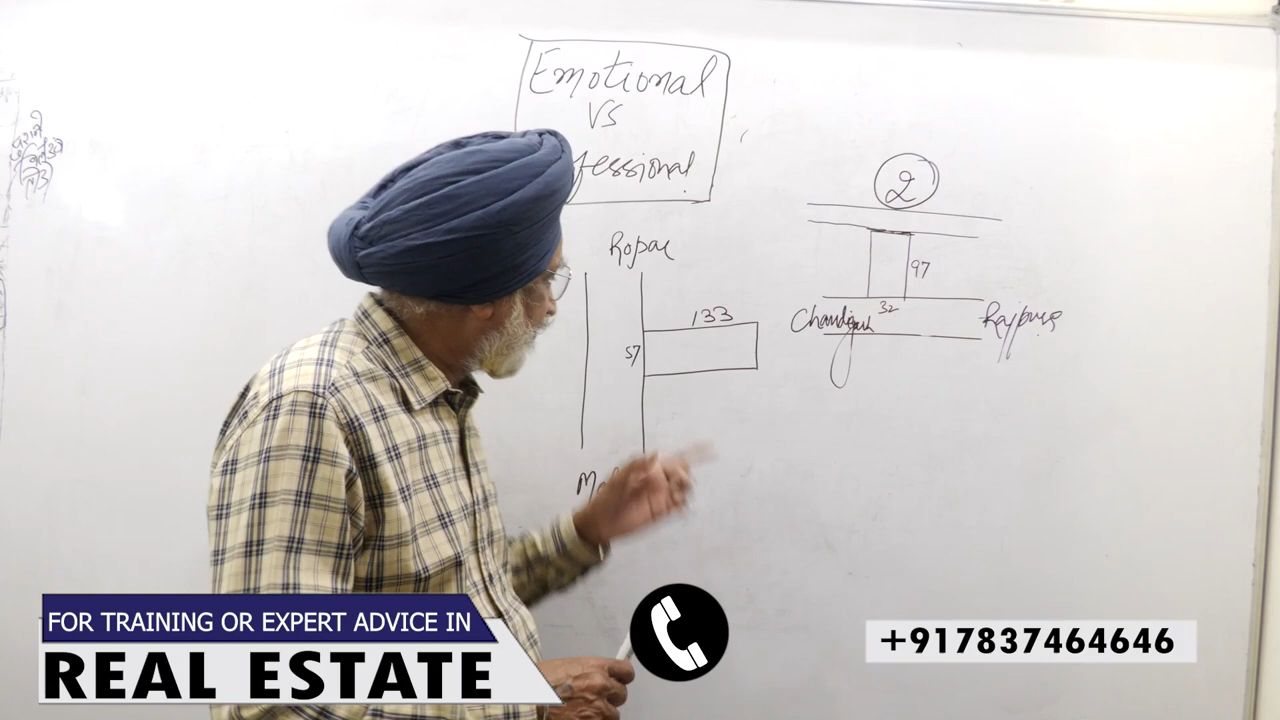 Emotional
VS
fessional
2
Ropar
97
133
32
Chandigarh
Rajpura
57
FOR TRAINING OR EXPERT ADVICE IN
REAL ESTATE
+917837464646